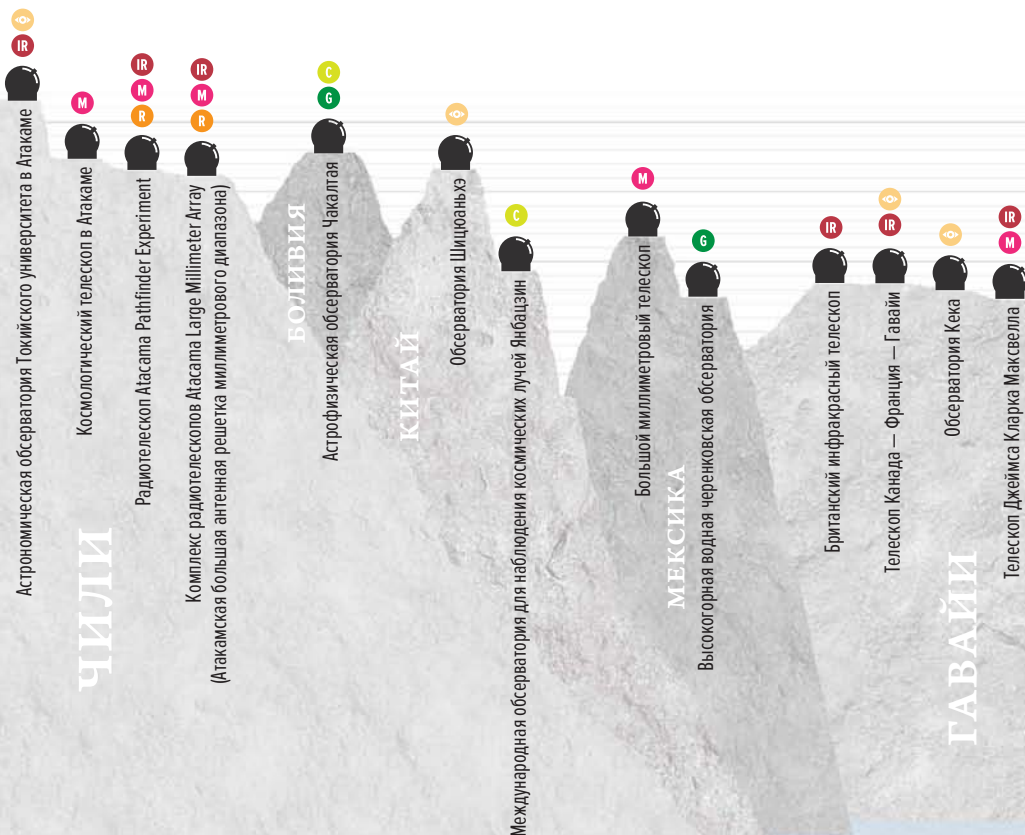 IR
Астрономическая обсерватория Токийского университета в Атакаме
M
Космологический телескоп в Атакаме
IR
M
R
Радиотелескоп Atacama Pathfinder Experiment
IR
M
R
Комплекс радиотелескопов Atacama Large Millimeter Array
(Атакамская большая антенная решетка миллиметрового диапазона)
ЧИЛИ
C
G
Астрофизическая обсерватория Чакалтая
БОЛИВИЯ
Обсерватория Шицюаньхэ
C
Международная обсерватория для наблюдения космических лучей Янбацзин
КИТАЙ
M
Большой миллиметровый телескоп
G
Высокогорная водная черенковская обсерватория
МЕКСИКА
IR
Британский инфракрасный телескоп
IR
Телескоп Канада — Франция — Гавайи
Обсерватория Кека
IR
M
Телескоп Джеймса Кларка Максвелла
ГАВАЙИ